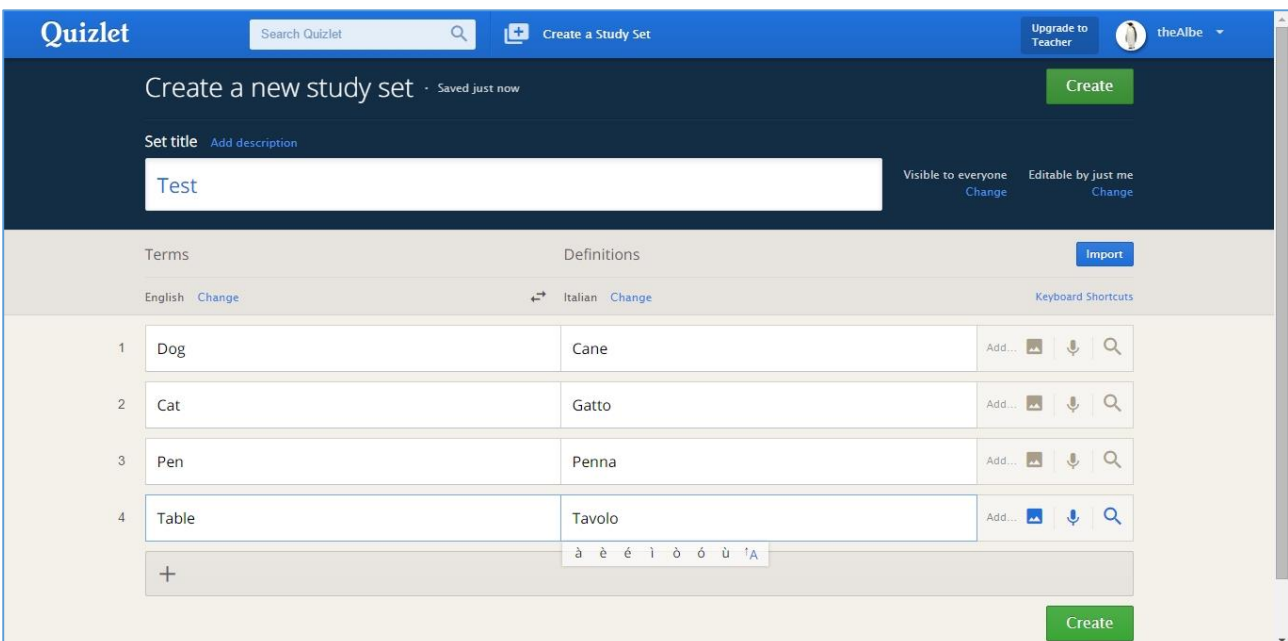 Quizlet Search Quizlet Create a Study Set Upgrade to Teacher theAlbe
Create a new study set · Saved just now Create
Set title Add description
Test Visible to everyone Change Editable by just me Change
Terms Definitions Import
English Change Italian Change Keyboard Shortcuts
1 Dog Cane Add...
2 Cat Gatto Add...
3 Pen Penna Add...
4 Table Tavolo Add...
à è é ì ò ó ù ↑A
+
Create